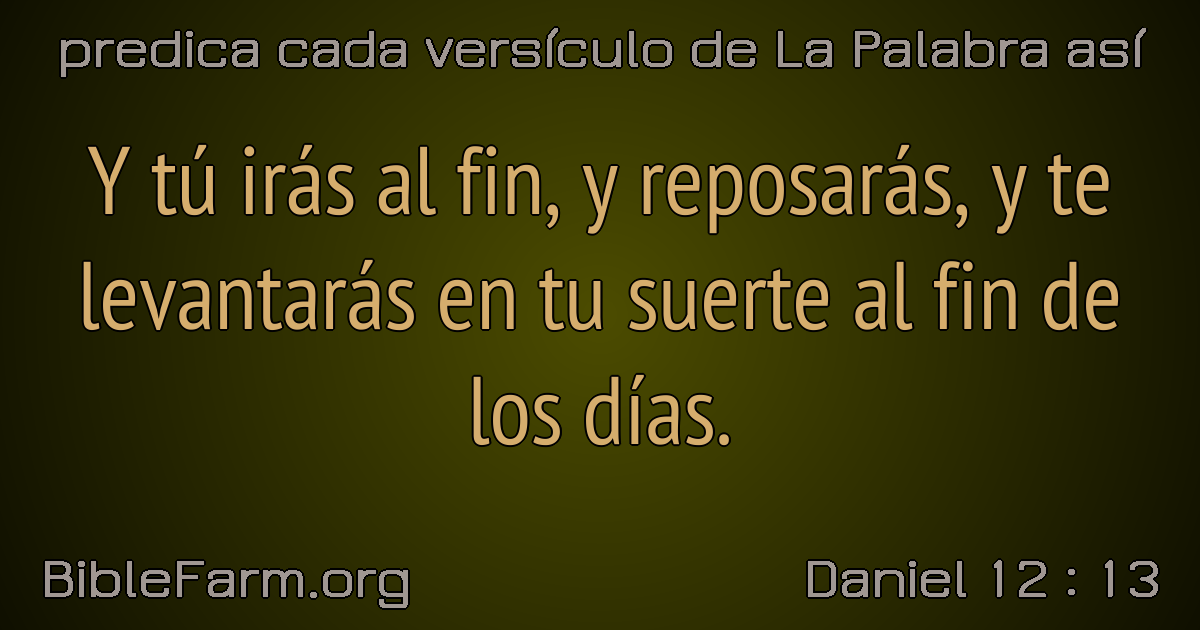 predica cada versículo de La Palabra así
Y tú irás al fin, y reposarás, y te
levantarás en tu suerte al fin de
los días.
BibleFarm.org
Daniel 12 : 13